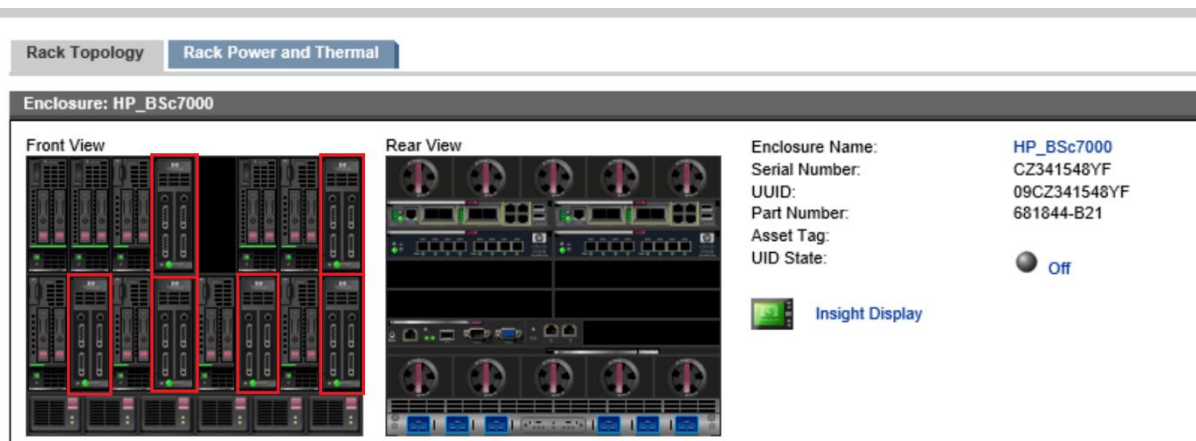 Rack Topology
Rack Power and Thermal
Enclosure: HP_BSc7000
Front View
Rear View
Enclosure Name: HP_BSc7000
Serial Number: CZ341548YF
UUID: 09CZ341548YF
Part Number: 681844-B21
Asset Tag:
UID State: Off
Insight Display